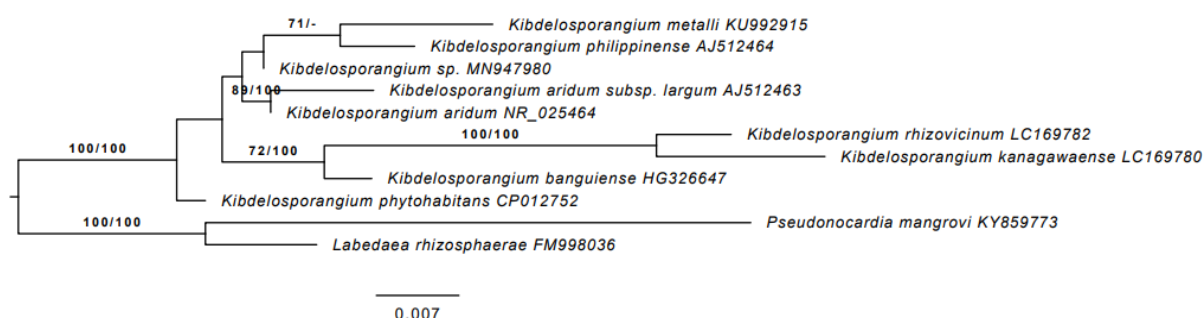 71/-
Kibdelosporangium metalli KU992915
Kibdelosporangium philippinense AJ512464
Kibdelosporangium sp. MN947980
89/100
Kibdelosporangium aridum subsp. largum AJ512463
Kibdelosporangium aridum NR_025464
100/100
Kibdelosporangium rhizovicinum LC169782
100/100
72/100
Kibdelosporangium kanagawaense LC169780
Kibdelosporangium banguiense HG326647
Kibdelosporangium phytohabitans CP012752
100/100
Pseudonocardia mangrovi KY859773
Labedaea rhizosphaerae FM998036
0.007